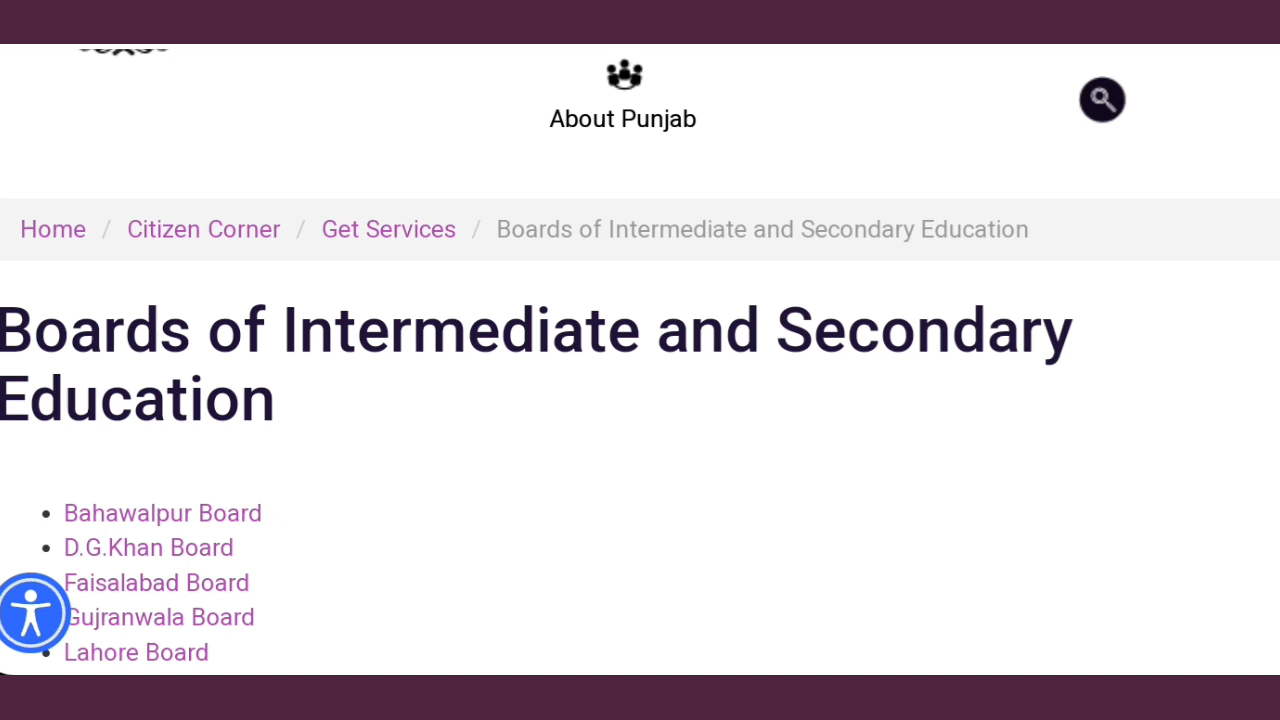 About Punjab
Home / Citizen Corner / Get Services / Boards of Intermediate and Secondary Education
Boards of Intermediate and Secondary
Education
• Bahawalpur Board
• D.G.Khan Board
Faisalabad Board
Gujranwala Board
• Lahore Board